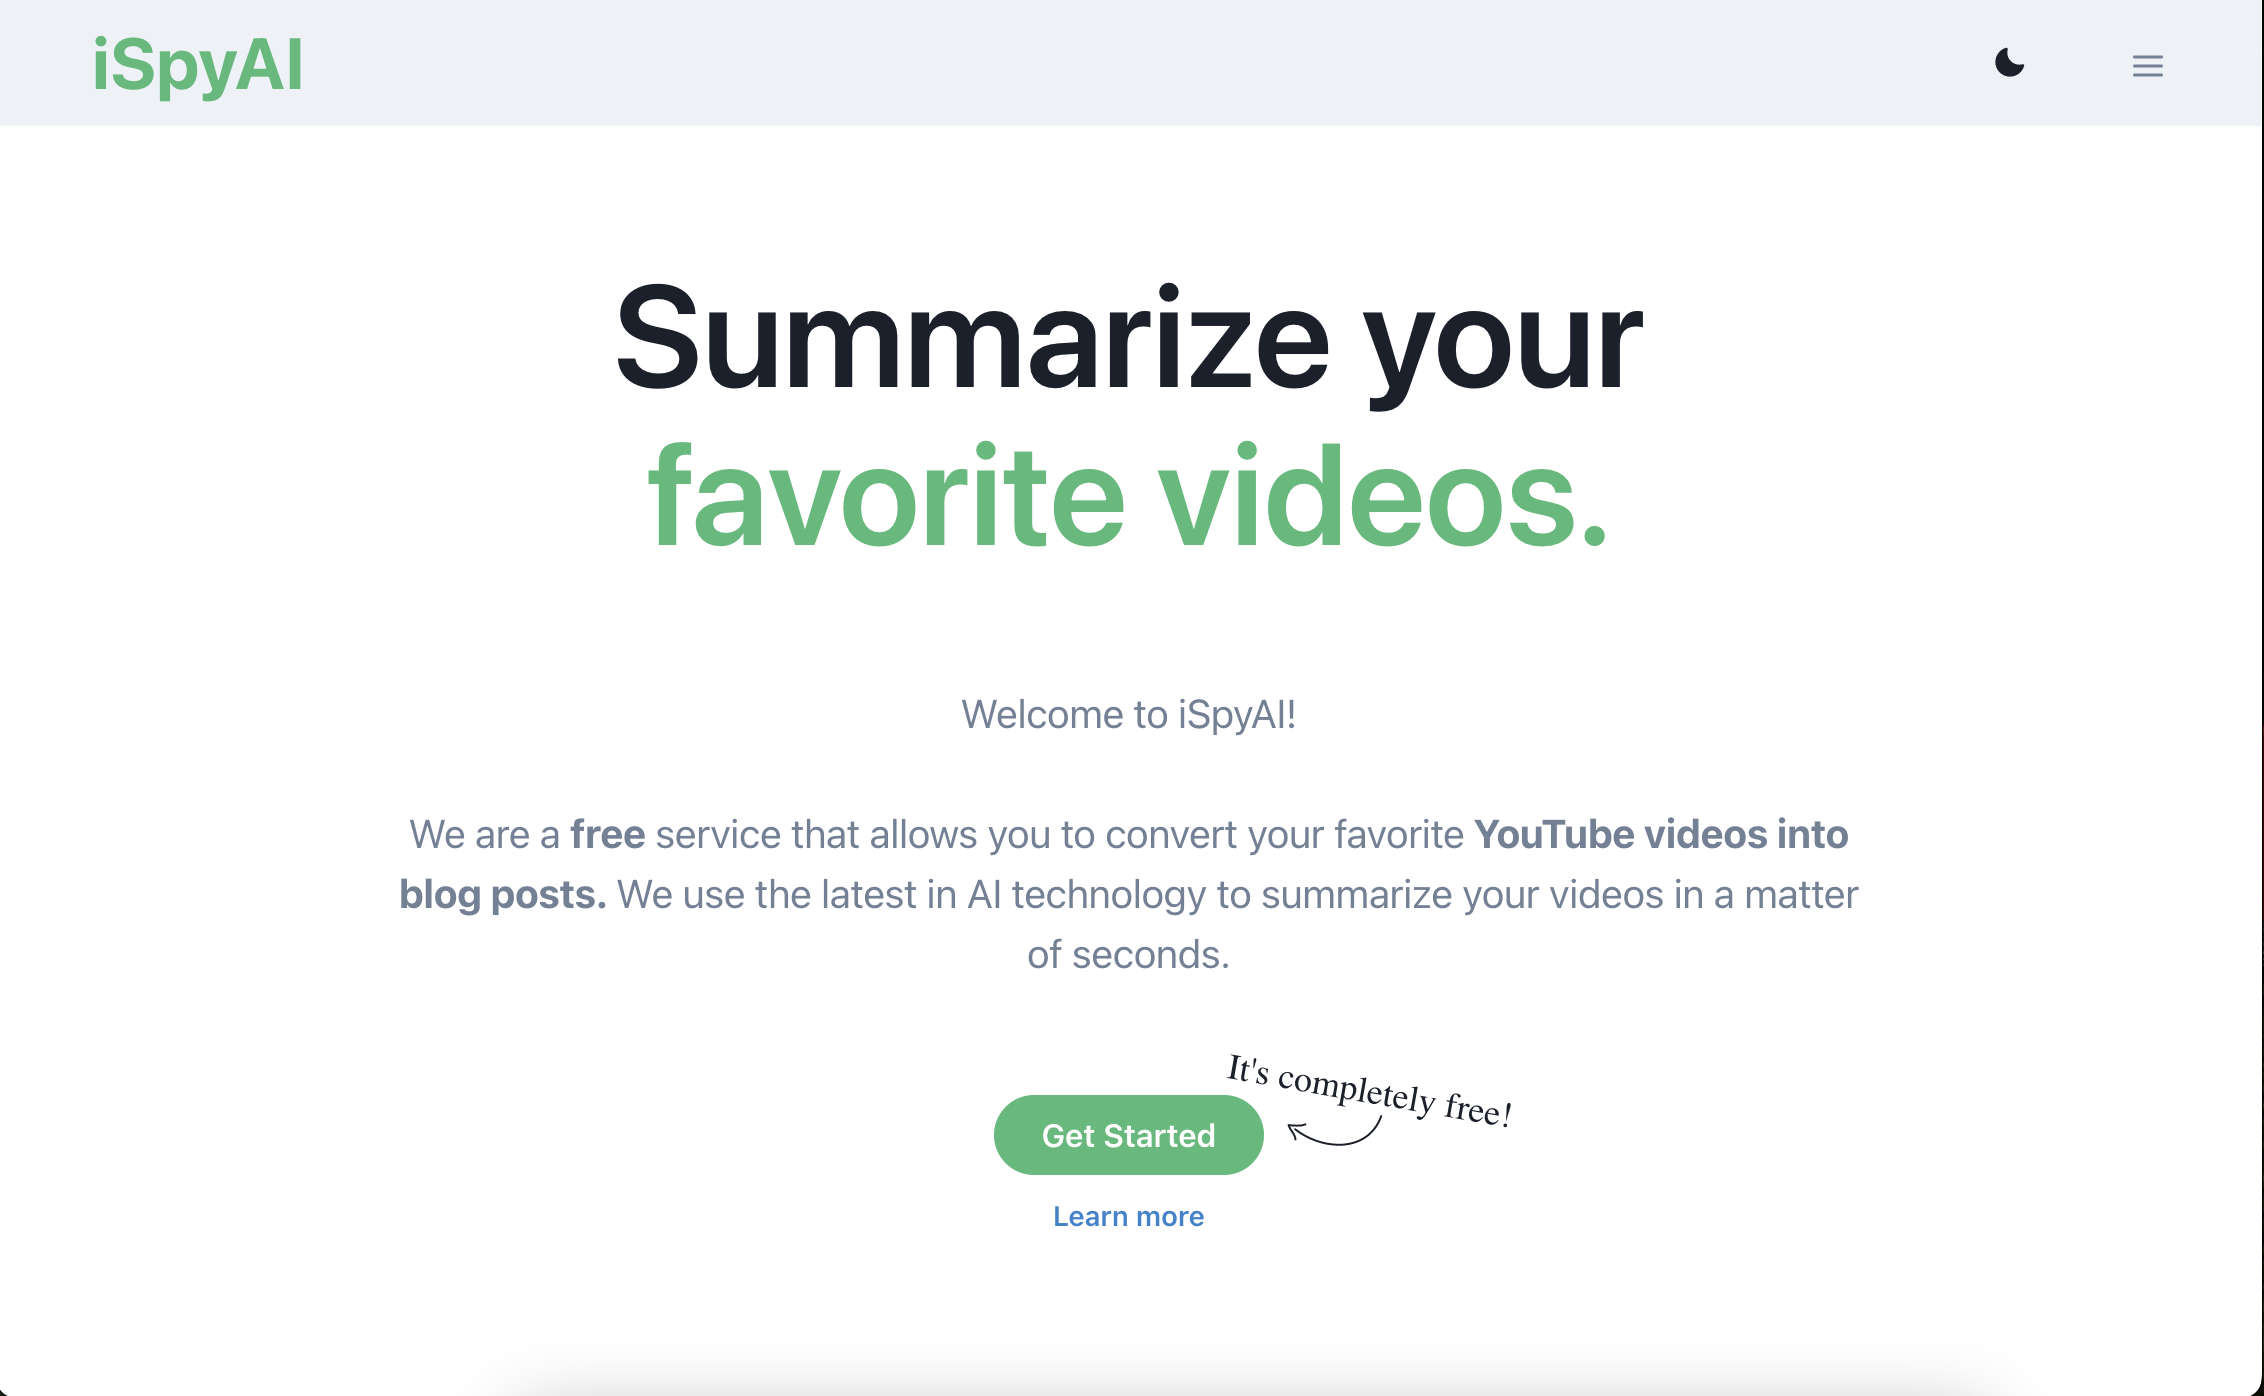 iSpyAI
Summarize your
favorite videos.
Welcome to iSpyAI!
We are a free service that allows you to convert your favorite YouTube videos into
blog posts. We use the latest in AI technology to summarize your videos in a matter
of seconds.
It's completely free!
Get Started
Learn more